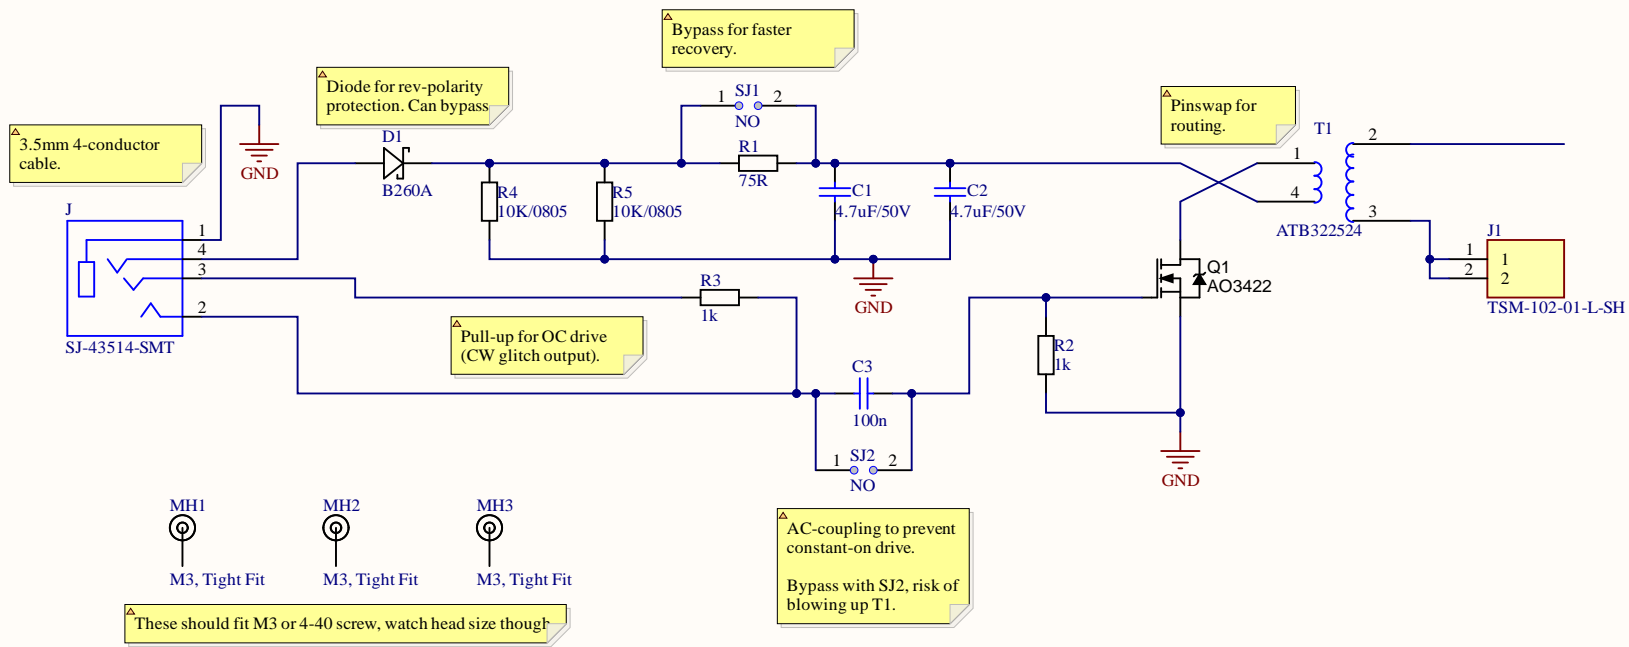 Bypass for faster
recovery.
Diode for rev-polarity
protection. Can bypass
Pinswap for
routing.
3.5mm 4-conductor
cable.
GND
D1
B260A
1
SJ1
2
NO
R1
75R
R4
10K/0805
R5
10K/0805
C1
4.7uF/50V
C2
4.7uF/50V
GND
T1
1
4
2
3
ATB322524
J1
1
2
1
2
TSM-102-01-L-SH
J
1
4
3
2
SJ-43514-SMT
R3
1k
Pull-up for OC drive
(CW glitch output).
Q1
AO3422
R2
1k
GND
C3
100n
1
SJ2
2
NO
AC-coupling to prevent
constant-on drive.
Bypass with SJ2, risk of
blowing up T1.
MH1
M3, Tight Fit
MH2
M3, Tight Fit
MH3
M3, Tight Fit
These should fit M3 or 4-40 screw, watch head size though